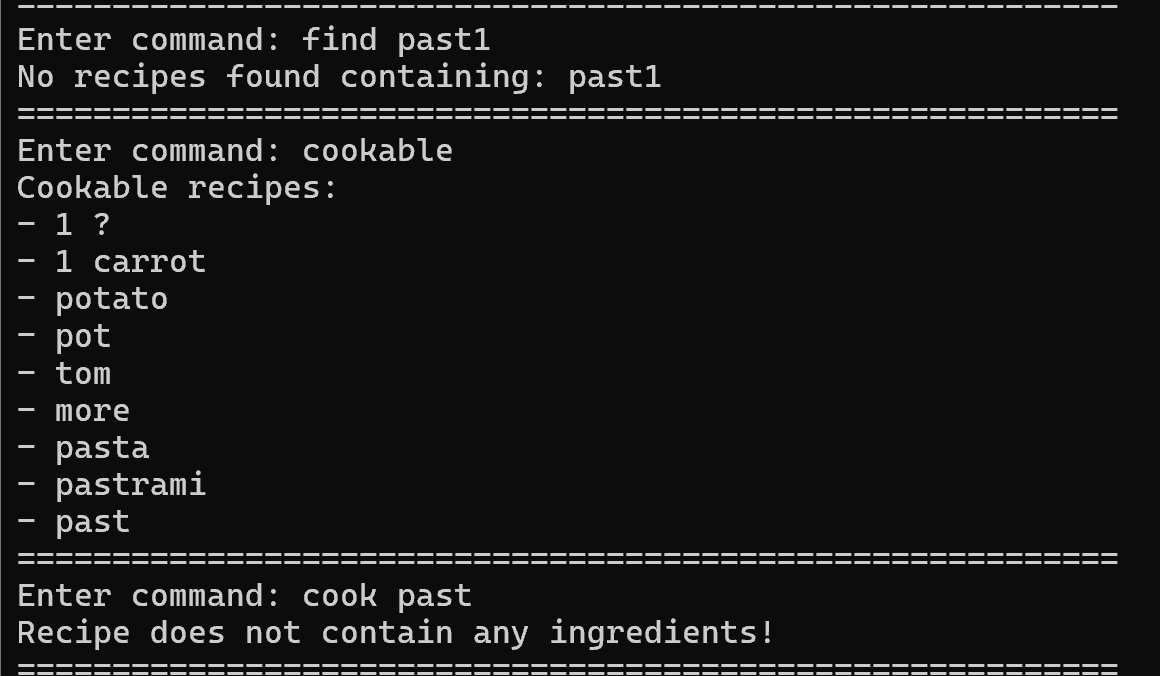 ============================================================
Enter command: find past1
No recipes found containing: past1
==========================================================
Enter command: cookable
Cookable recipes:
- 1 ?
- 1 carrot
- potato
- pot
- tom
- more
- pasta
- pastrami
- past
==========================================================
Enter command: cook past
Recipe does not contain any ingredients!
==========================================================